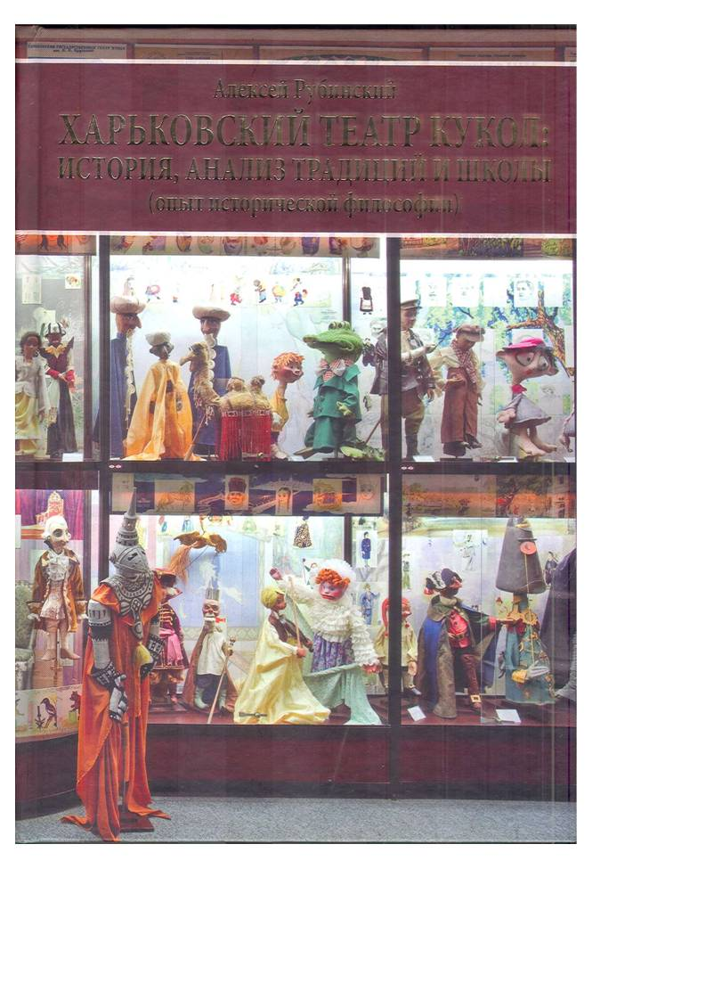 Алексей Рубинский
ХАРЬКОВСКИЙ ТЕАТР КУКОЛ:
ИСТОРИЯ, АНАЛИЗ ТРАДИЦИЙ И ШКОЛЫ
(опыт исторической философии)